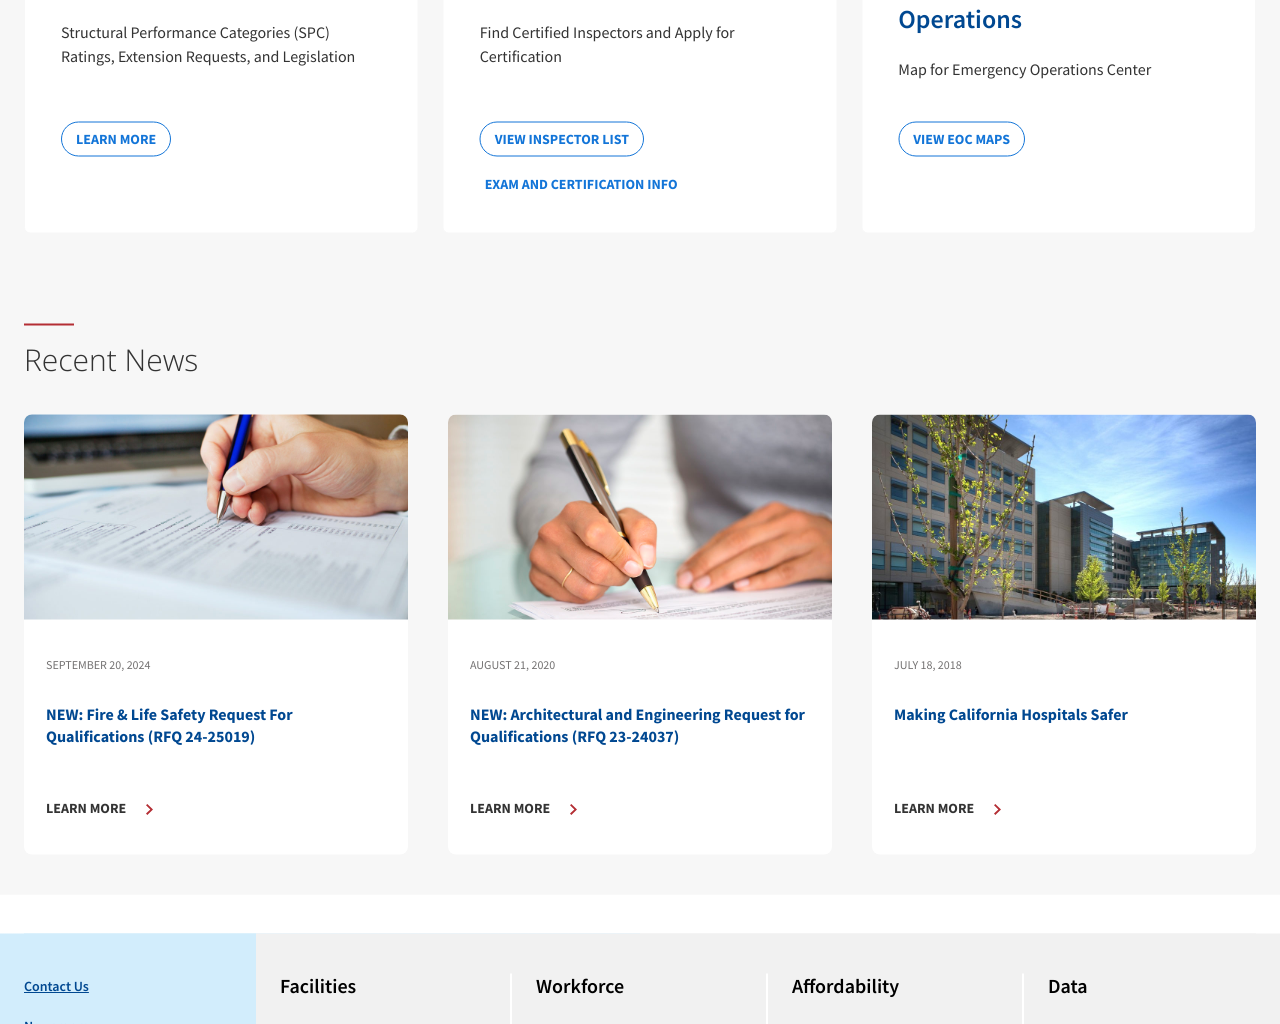 Structural Performance Categories (SPC)
Ratings, Extension Requests, and Legislation
LEARN MORE
Find Certified Inspectors and Apply for
Certification
VIEW INSPECTOR LIST
EXAM AND CERTIFICATION INFO
Operations
Map for Emergency Operations Center
VIEW EOC MAPS
Recent News
SEPTEMBER 20, 2024
NEW: Fire & Life Safety Request For
Qualifications (RFQ 24-25019)
LEARN MORE
AUGUST 21, 2020
NEW: Architectural and Engineering Request for
Qualifications (RFQ 23-24037)
LEARN MORE
JULY 18, 2018
Making California Hospitals Safer
LEARN MORE
Contact Us
Facilities
Workforce
Affordability
Data